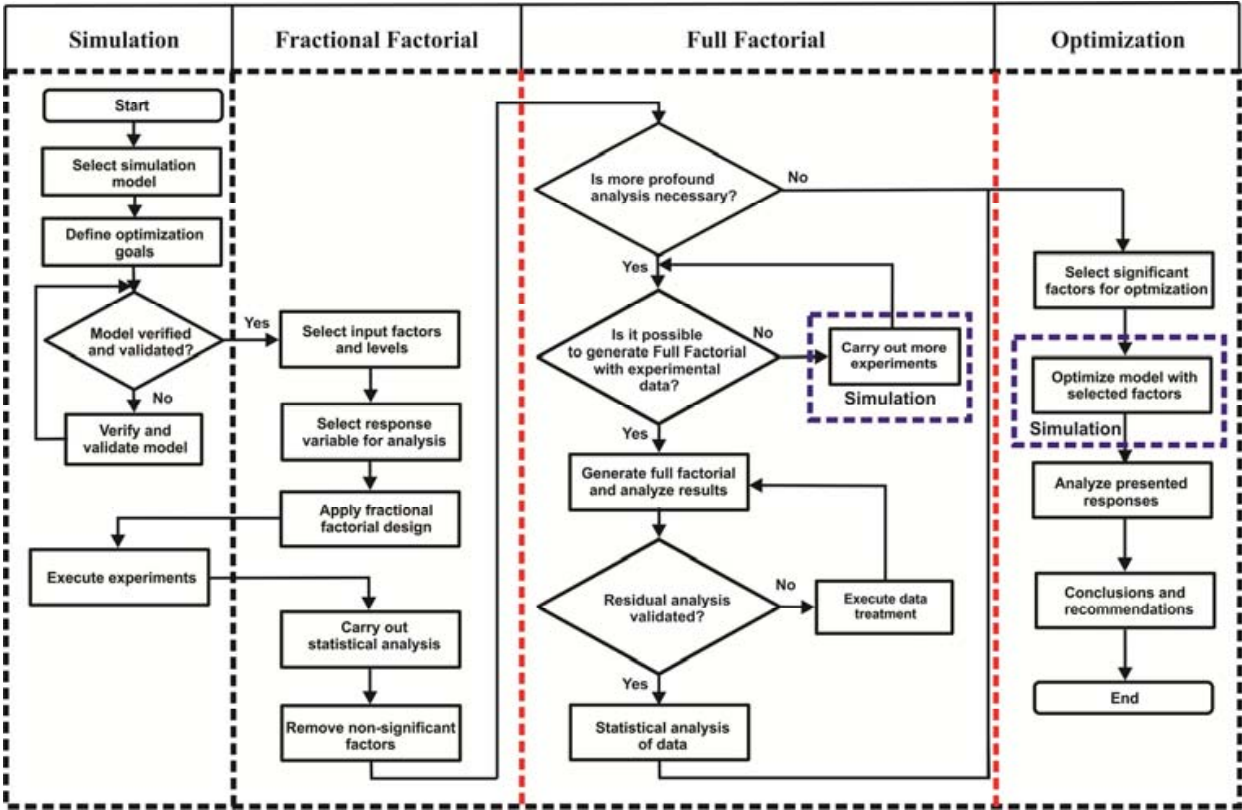 Simulation
Fractional Factorial
Full Factorial
Optimization
Start
Select simulation
model
Define optimization
goals
Model verified
and validated?
Yes
No
Verify and
validate model
Select input factors
and levels
Select response
variable for analysis
Apply fractional
factorial design
Execute experiments
Carry out
statistical analysis
Remove non-significant
factors
Is more profound
analysis necessary?
No
Yes
Is it possible
to generate Full Factorial
with experimental
data?
No
Carry out more
experiments
Simulation
Yes
Generate full factorial
and analyze results
Residual analysis
validated?
No
Execute data
treatment
Yes
Statistical analysis
of data
Select significant
factors for optmization
Optimize model with
selected factors
Simulation
Analyze presented
responses
Conclusions and
recommendations
End